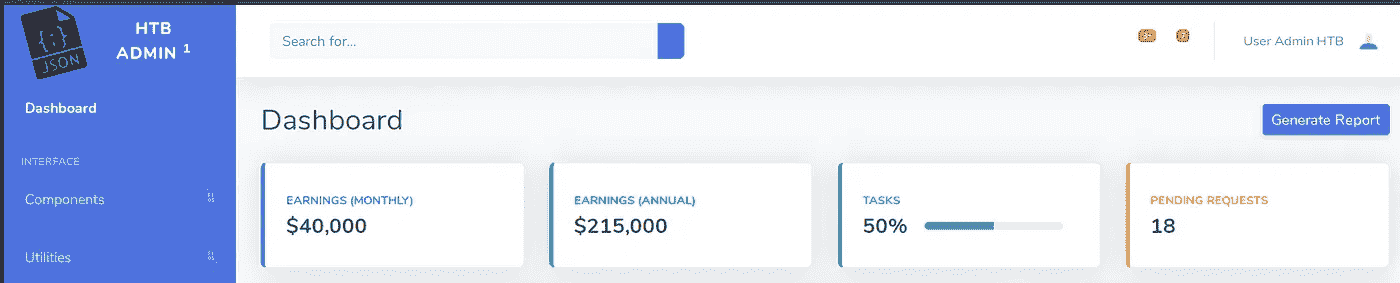 {;}
JSON
HTB
ADMIN 1
Dashboard
INTERFACE
Components
Utilities
Search for...
User Admin HTB
Dashboard
Generate Report
EARNINGS (MONTHLY)
$40,000
EARNINGS (ANNUAL)
$215,000
TASKS
50%
PENDING REQUESTS
18